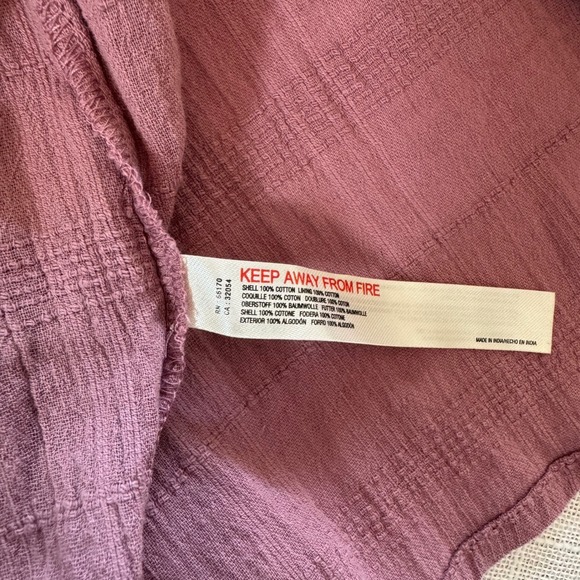 RN : 66170
CA : 32054
KEEP AWAY FROM FIRE
SHELL 100% COTTON LINING 100% COTTON
COQUILLE 100% COTON DOUBLURE 100% COTON
OBERSTOFF 100% BAUMWOLLE FUTTER 100% BAUMWOLLE
SHELL 100% COTONE FODERA 100% COTONE
EXTERIOR 100% ALGODÓN FORRO 100% ALGODÓN
MADE IN INDIA/HECHO EN INDIA